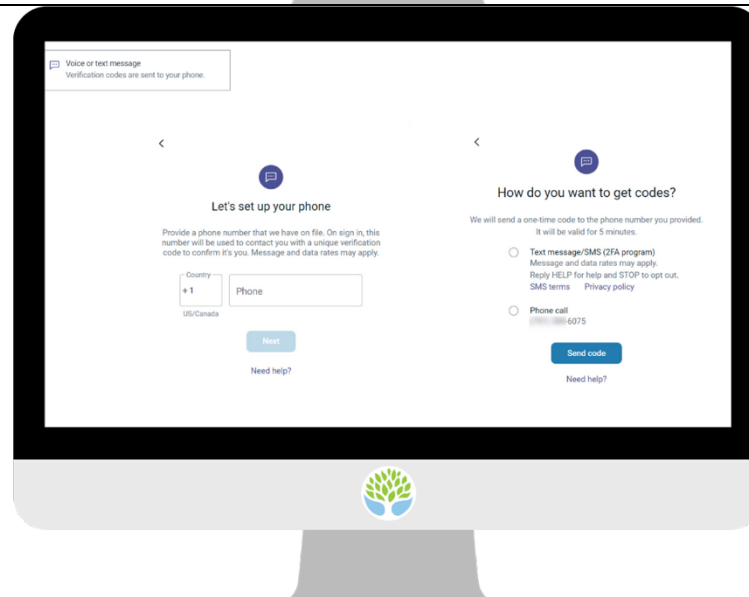 Voice or text message
Verification codes are sent to your phone.
Let's set up your phone
Provide a phone number that we have on file. On sign in, this
number will be used to contact you with a unique verification
code to confirm it's you. Message and data rates may apply.
Country
+1
Phone
US/Canada
Next
Need help?
How do you want to get codes?
We will send a one-time code to the phone number you provided.
It will be valid for 5 minutes.
Text message/SMS (2FA program)
Message and data rates may apply.
Reply HELP for help and STOP to opt out.
SMS terms Privacy policy
Phone call
-6075
Send code
Need help?